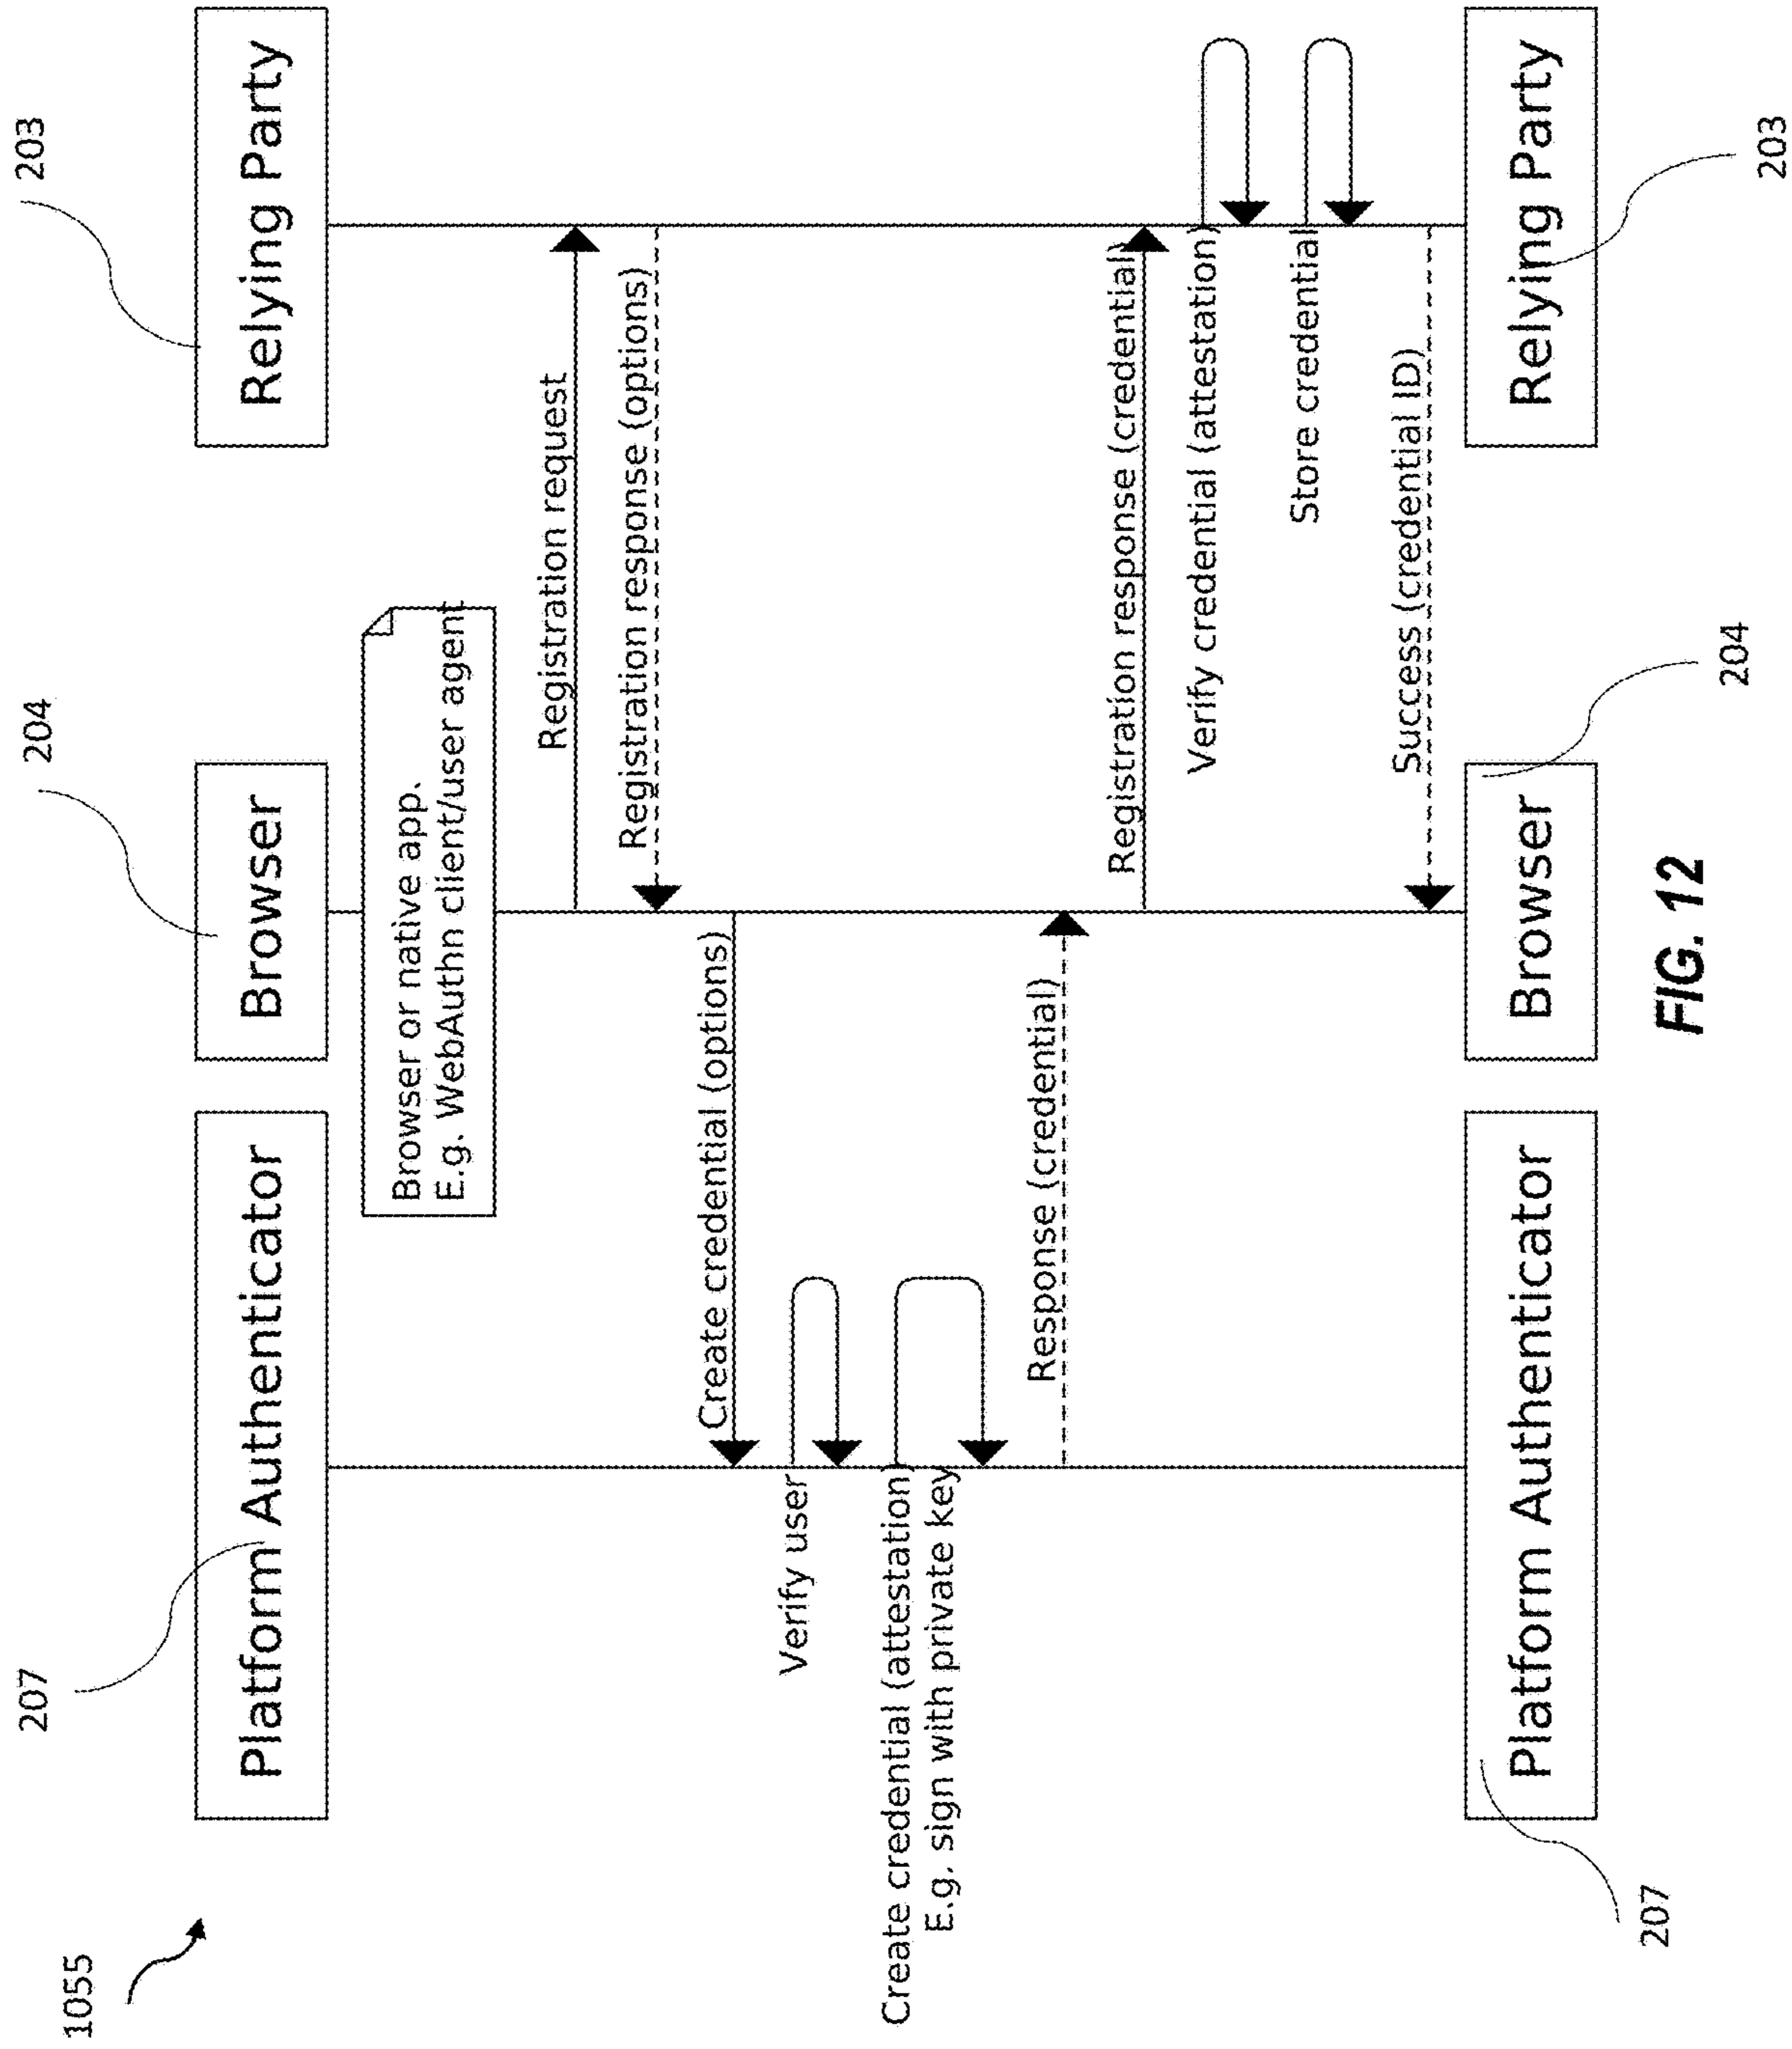 1055
207
204
203
Platform Authenticator
Browser
Relying Party
Browser or native app.
E.g. WebAuthn client/user agent
Registration request
Registration response (options)
Create credential (options)
Verify user
Create credential (attestation)
E.g. sign with private key
Response (credential)
Registration response (credential)
Verify credential (attestation)
Store credential
Success (credential ID)
Platform Authenticator
Browser
Relying Party
207
204
203
FIG. 12